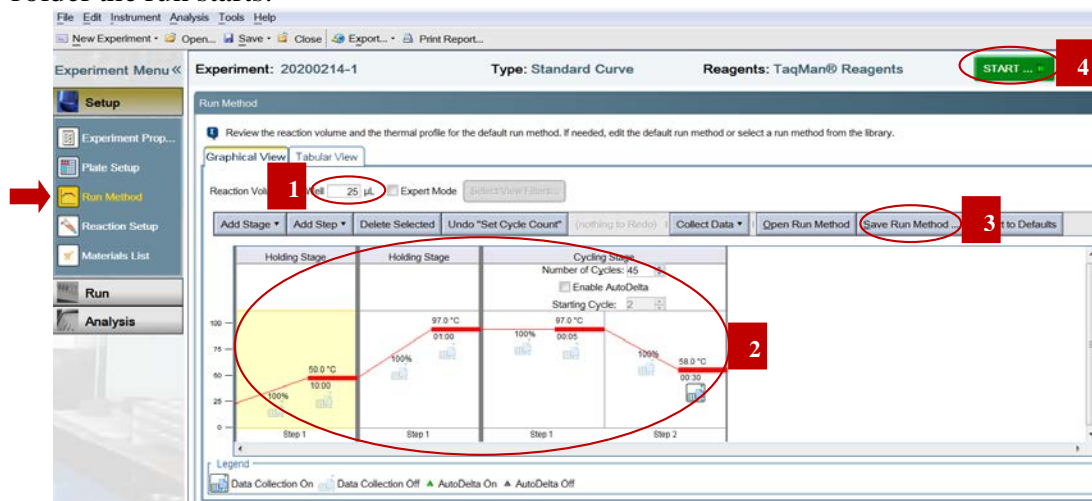 File Edit Instrument Analysis Tools Help
New Experiment Open... Save Close Export... Print Report...
Experiment Menu «
Experiment: 20200214-1 Type: Standard Curve Reagents: TaqMan® Reagents START ... 4
Setup
Run Method
Review the reaction volume and the thermal profile for the default run method. If needed, edit the default run method or select a run method from the library.
Experiment Prop...
Graphical View Tabular View
Plate Setup
Run Method
Reaction Volu 1 Well 25 µL Expert Mode Select View Filters...
Reaction Setup
Add Stage Add Step Delete Selected Undo "Set Cycle Count" (nothing to Redo) Collect Data Open Run Method Save Run Method ... 3 t to Defaults
Materials List
Holding Stage Holding Stage Cycling Stage
Number of Cycles: 45
Enable AutoDelta
Starting Cycle: 2
Run
Analysis
100
97.0 °C 97.0 °C
01:00 100% 00:05
75
100% 100% 2
58.0 °C
50.0 °C
50
00:30
10:00
100%
25
0
Step 1 Step 1 Step 1 Step 2
Legend
Data Collection On Data Collection Off AutoDelta On AutoDelta Off